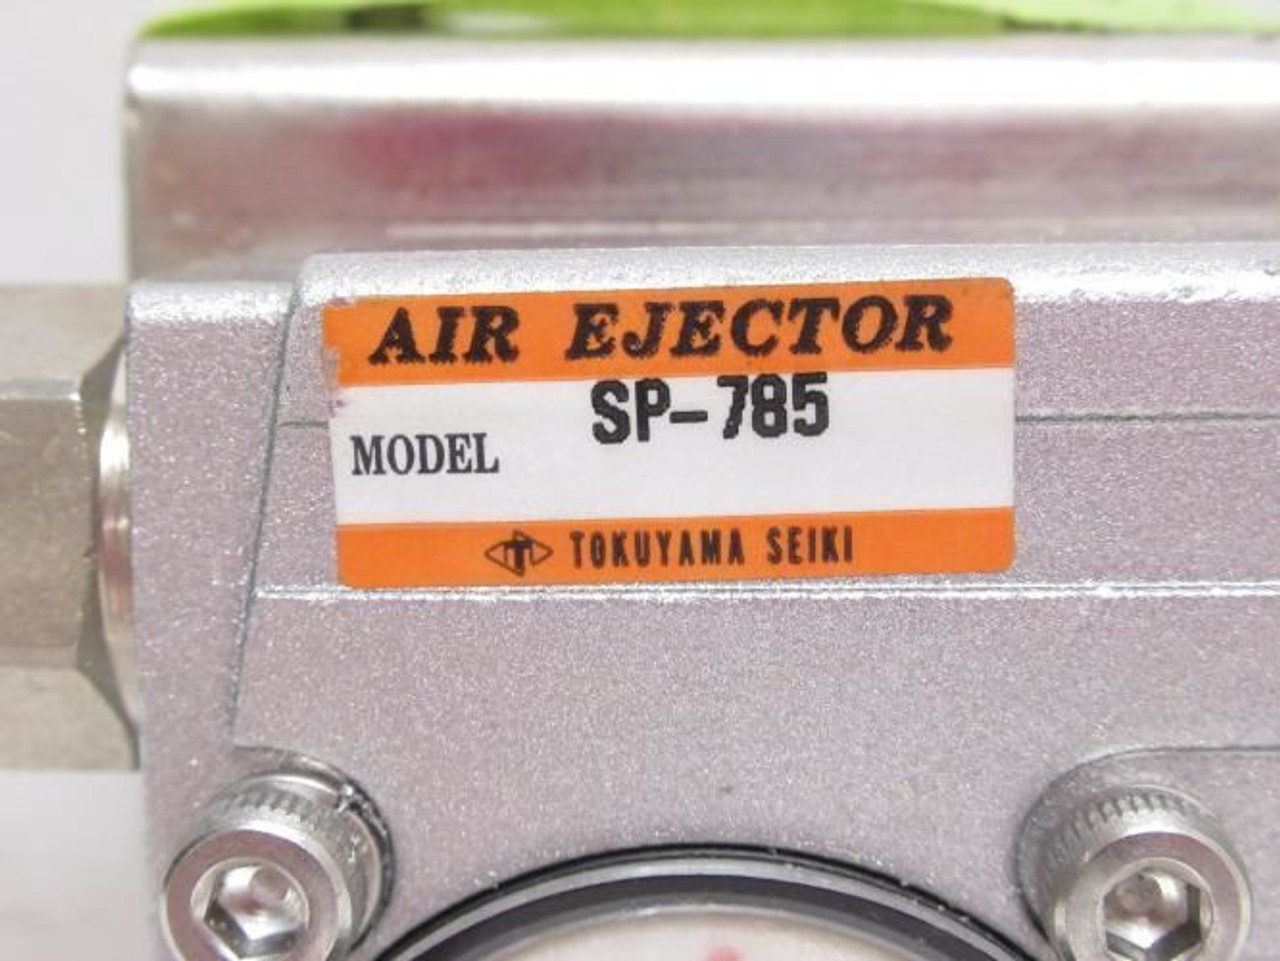 AIR EJECTOR
SP-785
MODEL
TOKUYAMA SEIKI